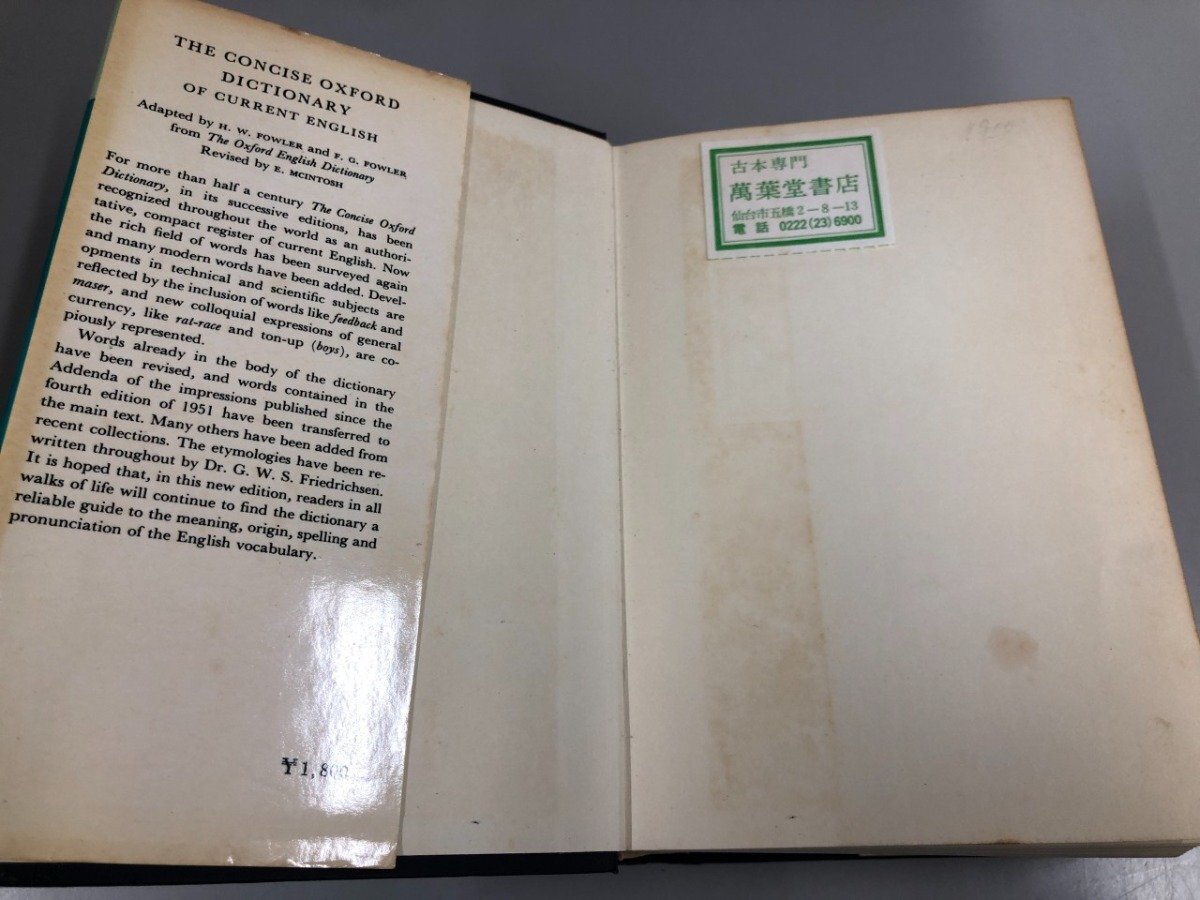 THE CONCISE OXFORD
DICTIONARY
OF CURRENT ENGLISH
Adapted by H. W. FOWLER and F. G. FOWLER
from The Oxford English Dictionary
Revised by E. MCINTOSH
For more than half a century The Concise Oxford
Dictionary, in its successive editions, has been
recognized throughout the world as an authori-
tative, compact register of current English. Now
the rich field of words has been surveyed again
and many modern words have been added. Devel-
opments in technical and scientific subjects are
reflected by the inclusion of words like feedback and
maser, and new colloquial expressions of general
currency, like rat-race and ton-up (boys), are co-
piously represented.
Words already in the body of the dictionary
have been revised, and words contained in the
Addenda of the impressions published since the
fourth edition of 1951 have been transferred to
the main text. Many others have been added from
recent collections. The etymologies have been re-
written throughout by Dr. G. W. S. Friedrichsen.
It is hoped that, in this new edition, readers in all
walks of life will continue to find the dictionary a
reliable guide to the meaning, origin, spelling and
pronunciation of the English vocabulary.
¥1,800
古本専門
萬葉堂書店
仙台市五橋2-8-13
電話 0222(23)6900